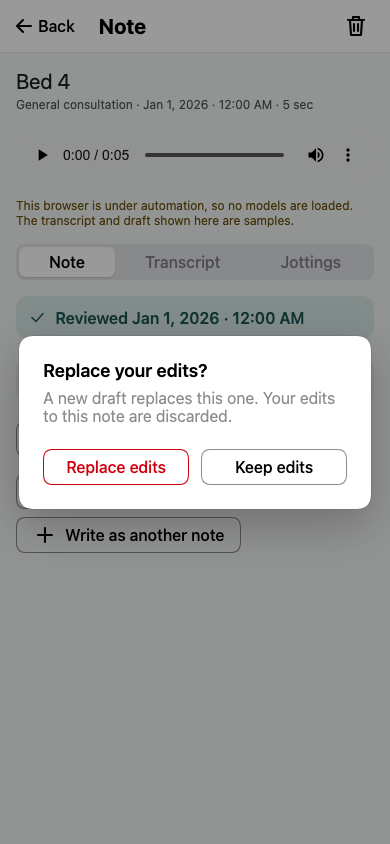 Back
Note
Bed 4
General consultation · Jan 1, 2026 · 12:00 AM · 5 sec
0:00 / 0:05
This browser is under automation, so no models are loaded.
The transcript and draft shown here are samples.
Note
Transcript
Jottings
Reviewed Jan 1, 2026 · 12:00 AM
Replace your edits?
A new draft replaces this one. Your edits
to this note are discarded.
Replace edits
Keep edits
Write as another note